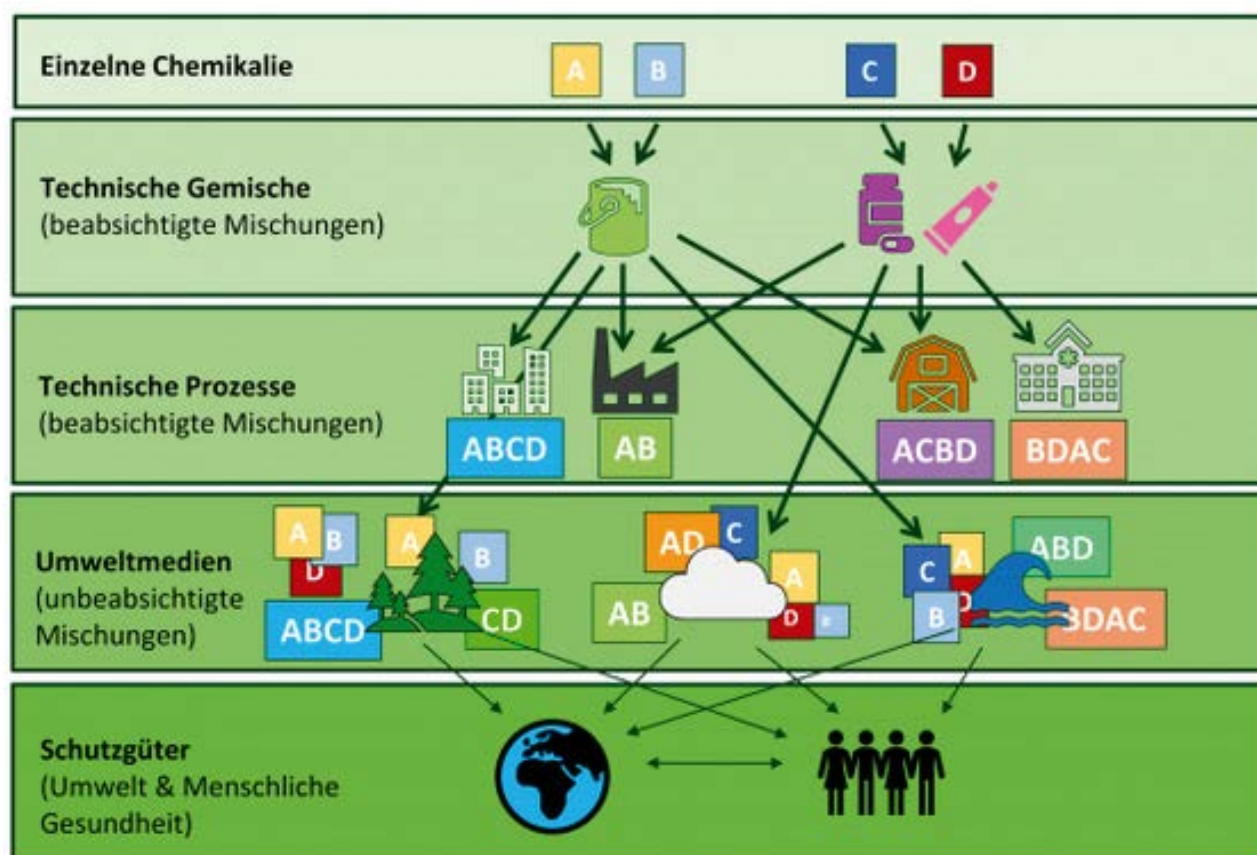 Einzelne Chemikalie
A B C D
Technische Gemische
(beabsichtigte Mischungen)
Technische Prozesse
(beabsichtigte Mischungen)
ABCD AB ACBD BDAC
Umweltmedien
(unbeabsichtigte
Mischungen)
A B D ABCD A B CD
AD C AB A D B
C A D B ABD BDAC
Schutzgüter
(Umwelt & Menschliche
Gesundheit)